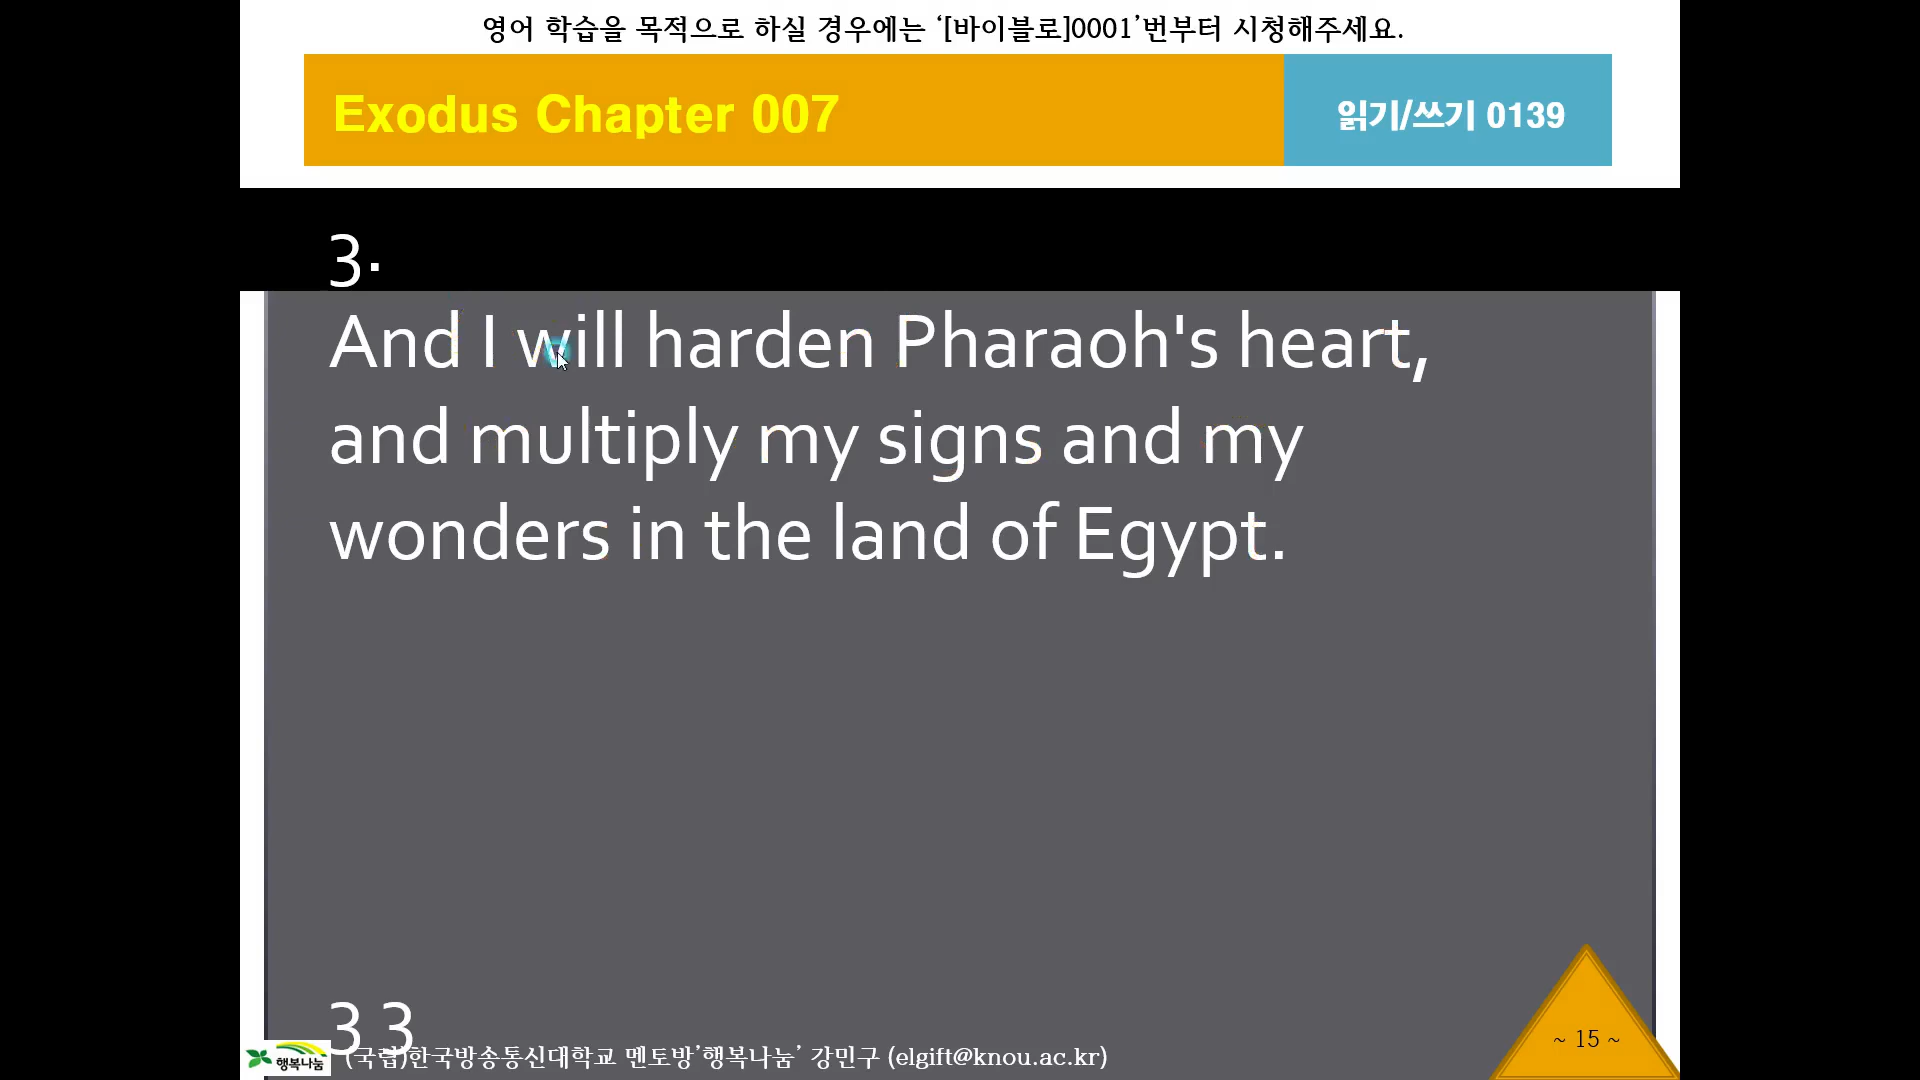 영어 학습을 목적으로 하실 경우에는 ‘[바이블로]0001’번부터 시청해주세요.
Exodus Chapter 007
읽기/쓰기 0139
3.
And I will harden Pharaoh's heart,
and multiply my signs and my
wonders in the land of Egypt.
3 3
행복나눔
(국립)한국방송통신대학교 멘토방’행복나눔’ 강민구 (elgift@knou.ac.kr)
~ 15 ~